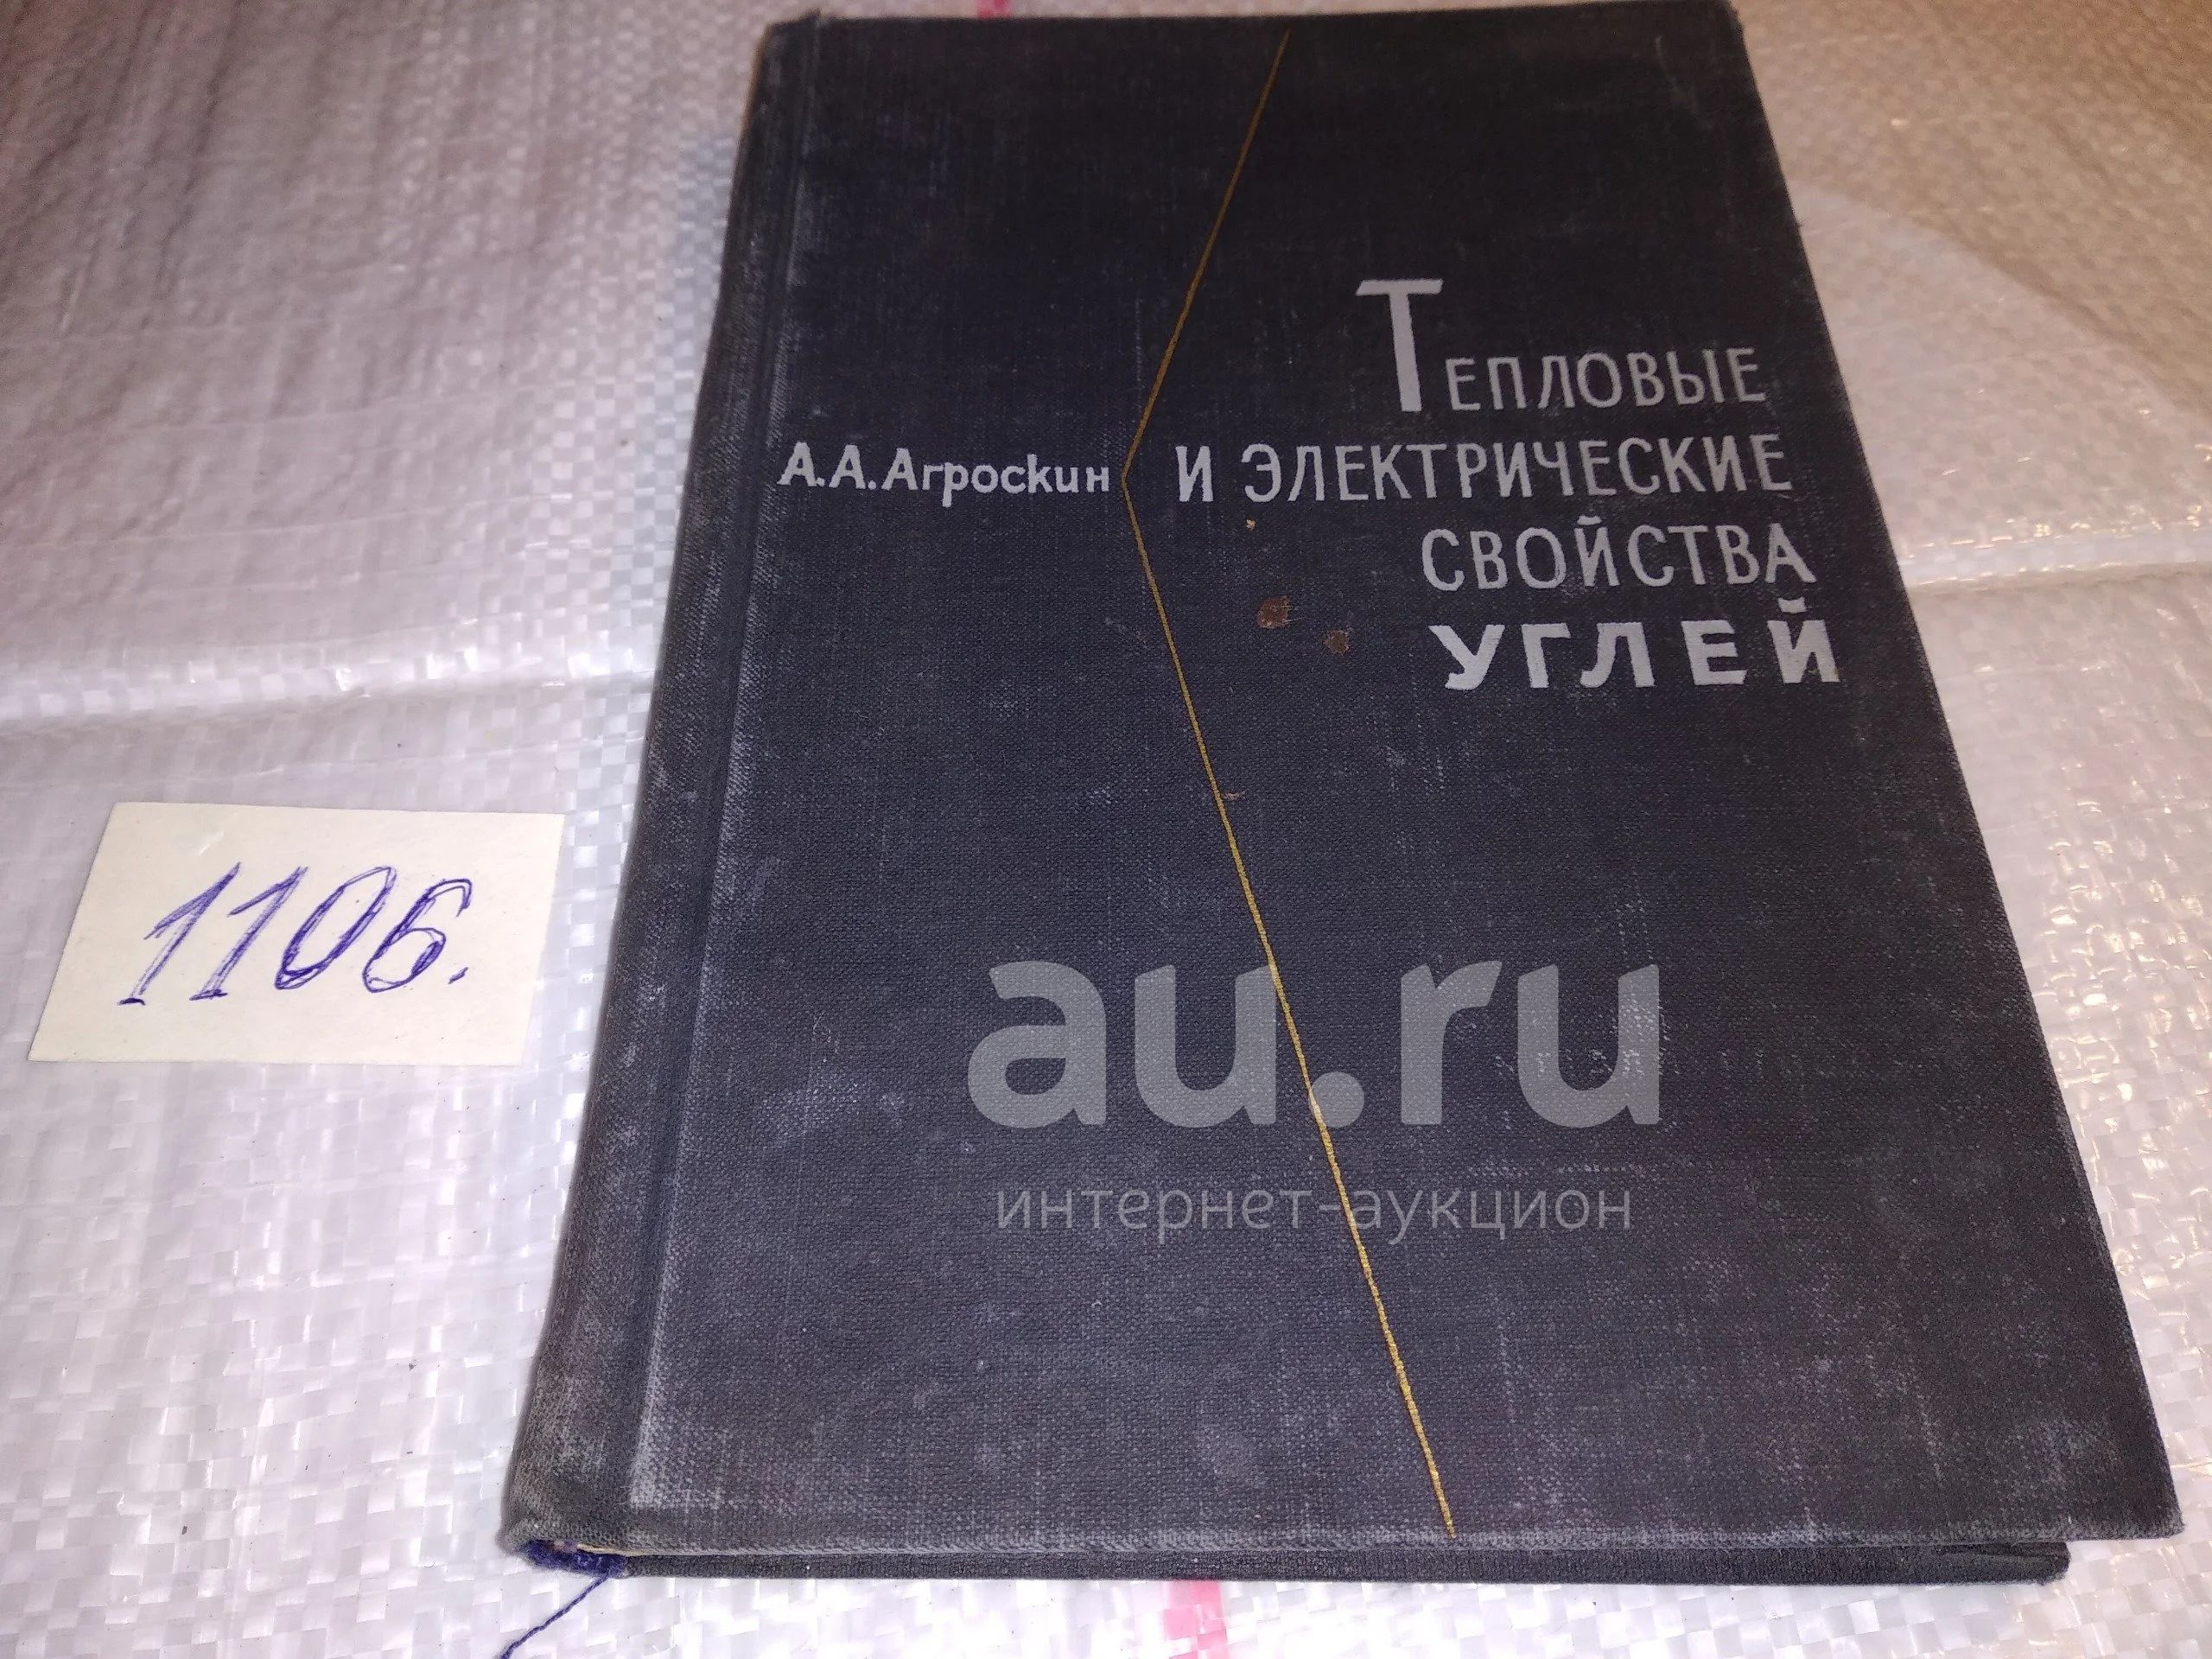 Тепловые
А.А.Агроскин
и электрические
свойства
углей
1106.
au.ru
интернет-аукцион